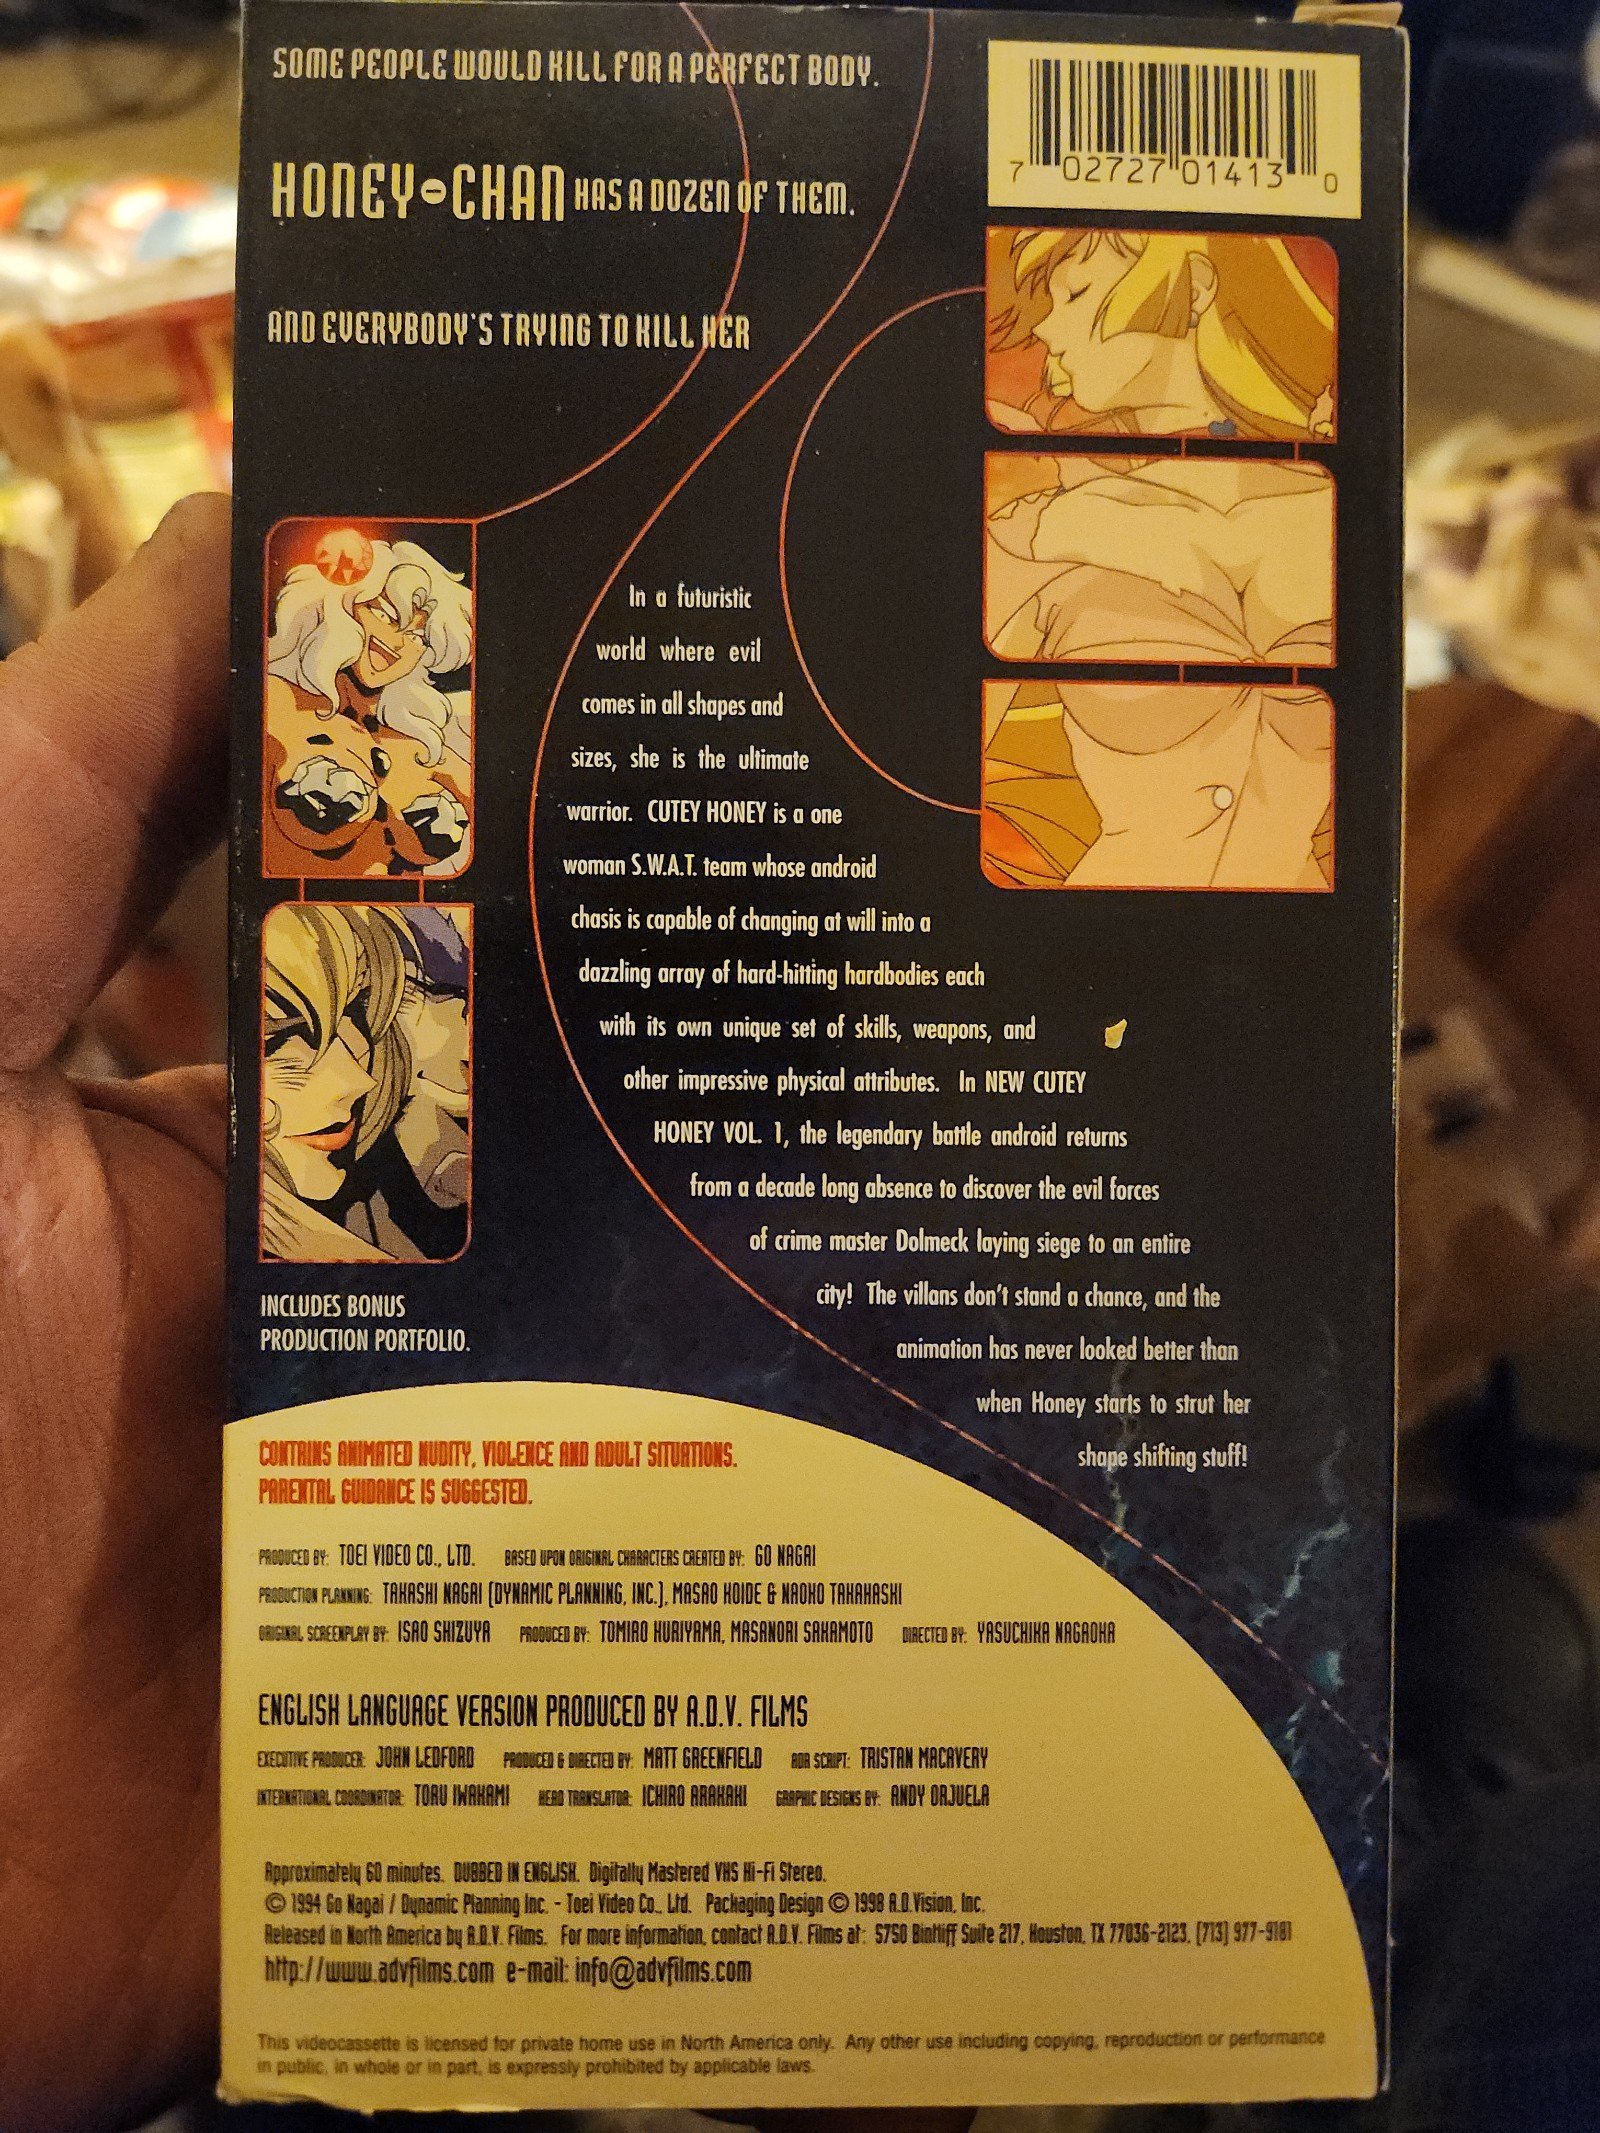 SOME PEOPLE WOULD KILL FOR A PERFECT BODY.
HONEY-CHAN HAS A DOZEN OF THEM.
AND EVERYBODY'S TRYING TO KILL HER
7 02727 01413 0
In a futuristic
world where evil
comes in all shapes and
sizes, she is the ultimate
warrior. CUTEY HONEY is a one
woman S.W.A.T. team whose android
chasis is capable of changing at will into a
dazzling array of hard-hitting hardbodies each
with its own unique set of skills, weapons, and
other impressive physical attributes. In NEW CUTEY
HONEY VOL. 1, the legendary battle android returns
from a decade long absence to discover the evil forces
of crime master Dolmeck laying siege to an entire
city! The villans don't stand a chance, and the
animation has never looked better than
when Honey starts to strut her
shape shifting stuff!
INCLUDES BONUS
PRODUCTION PORTFOLIO.
CONTAINS ANIMATED NUDITY, VIOLENCE AND ADULT SITUATIONS.
PARENTAL GUIDANCE IS SUGGESTED.
PRODUCED BY: TOEI VIDEO CO., LTD. BASED UPON ORIGINAL CHARACTERS CREATED BY: GO NAGAI
PRODUCTION PLANNING: TAKASHI NAGAI (DYNAMIC PLANNING, INC.), MASAO KOIDE & NAOKO TAKAHASHI
ORIGINAL SCREENPLAY BY: ISAO SHIZUYA PRODUCED BY: TOMIRO KURIYAMA, MASANORI SAKAMOTO DIRECTED BY: YASUCHIKA NAGAOKA
ENGLISH LANGUAGE VERSION PRODUCED BY A.D.V. FILMS
EXECUTIVE PRODUCER: JOHN LEDFORD PRODUCED & DIRECTED BY: MATT GREENFIELD ADR SCRIPT: TRISTAN MACAVERY
INTERNATIONAL COORDINATOR: TORU IWAKAMI HEAD TRANSLATOR: ICHIRO ARAKAKI GRAPHIC DESIGNS BY: ANDY ORJUELA
Approximately 60 minutes. DUBBED IN ENGLISH. Digitally Mastered VHS Hi-Fi Stereo.
© 1994 Go Nagai / Dynamic Planning Inc. - Toei Video Co., Ltd. Packaging Design © 1998 A.D.Vision, Inc.
Released in North America by A.D.V. Films. For more information, contact A.D.V. Films at: 5750 Bintliff Suite 217, Houston, TX 77036-2123, (713) 977-9181
http://www.advfilms.com e-mail: info@advfilms.com
This videocassette is licensed for private home use in North America only. Any other use including copying, reproduction or performance
in public, in whole or in part, is expressly prohibited by applicable laws.